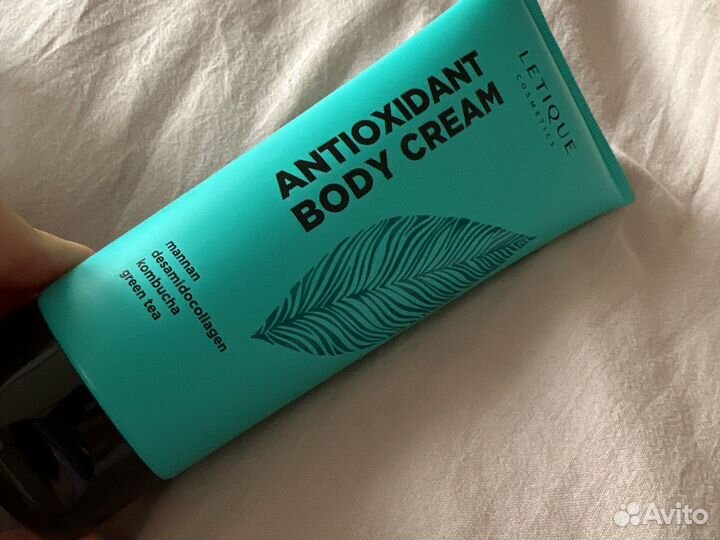 LETIQUE
COSMETICS
ANTIOXIDANT
BODY CREAM
mannan
desamidocollagen
kombucha
green tea
Avito